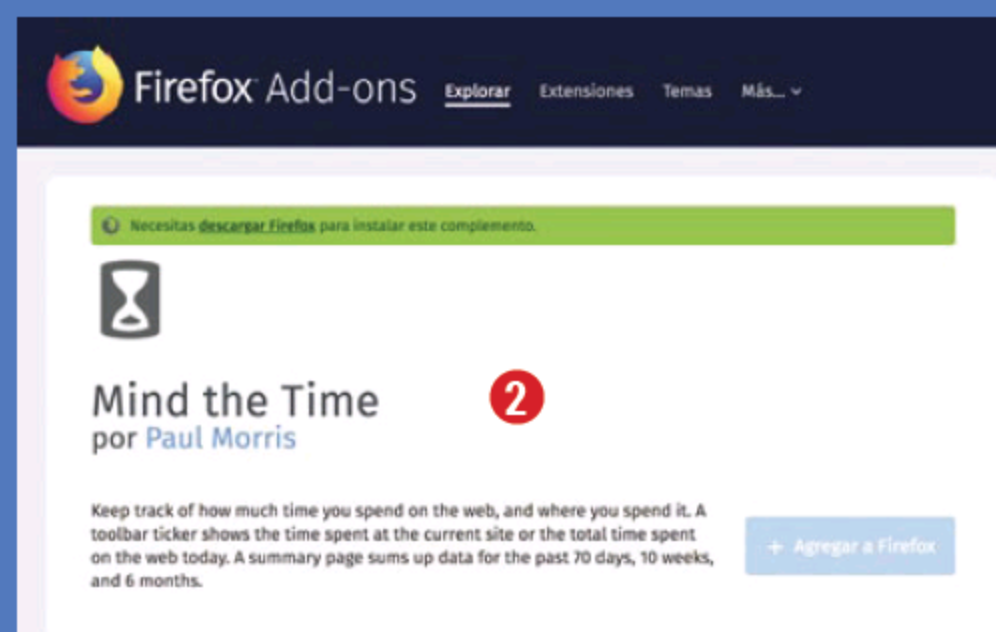 Firefox Add-ons Explorar Extensiones Temas Más...
Necesitas descargar Firefox para instalar este complemento.
Mind the Time
2
por Paul Morris
Keep track of how much time you spend on the web, and where you spend it. A
toolbar ticker shows the time spent at the current site or the total time spent
on the web today. A summary page sums up data for the past 70 days, 10 weeks,
and 6 months.
+ Agregar a Firefox